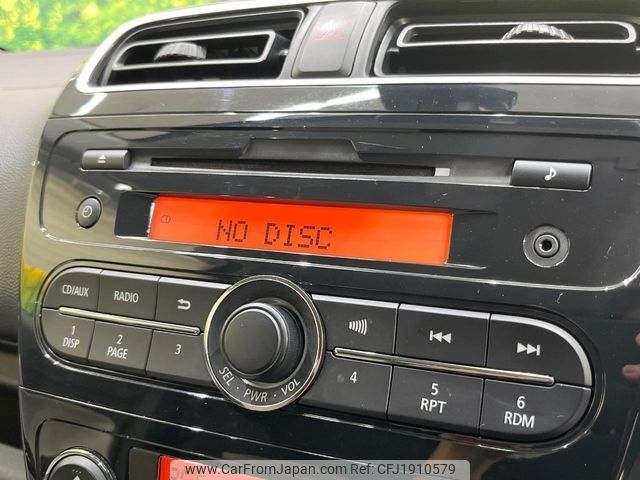 CD
NO DISC
CD/AUX
RADIO
1
DISP
2
PAGE
3
SEL · PWR · VOL
4
5
RPT
6
RDM
www.CarFromJapan.com - CFJ1910579